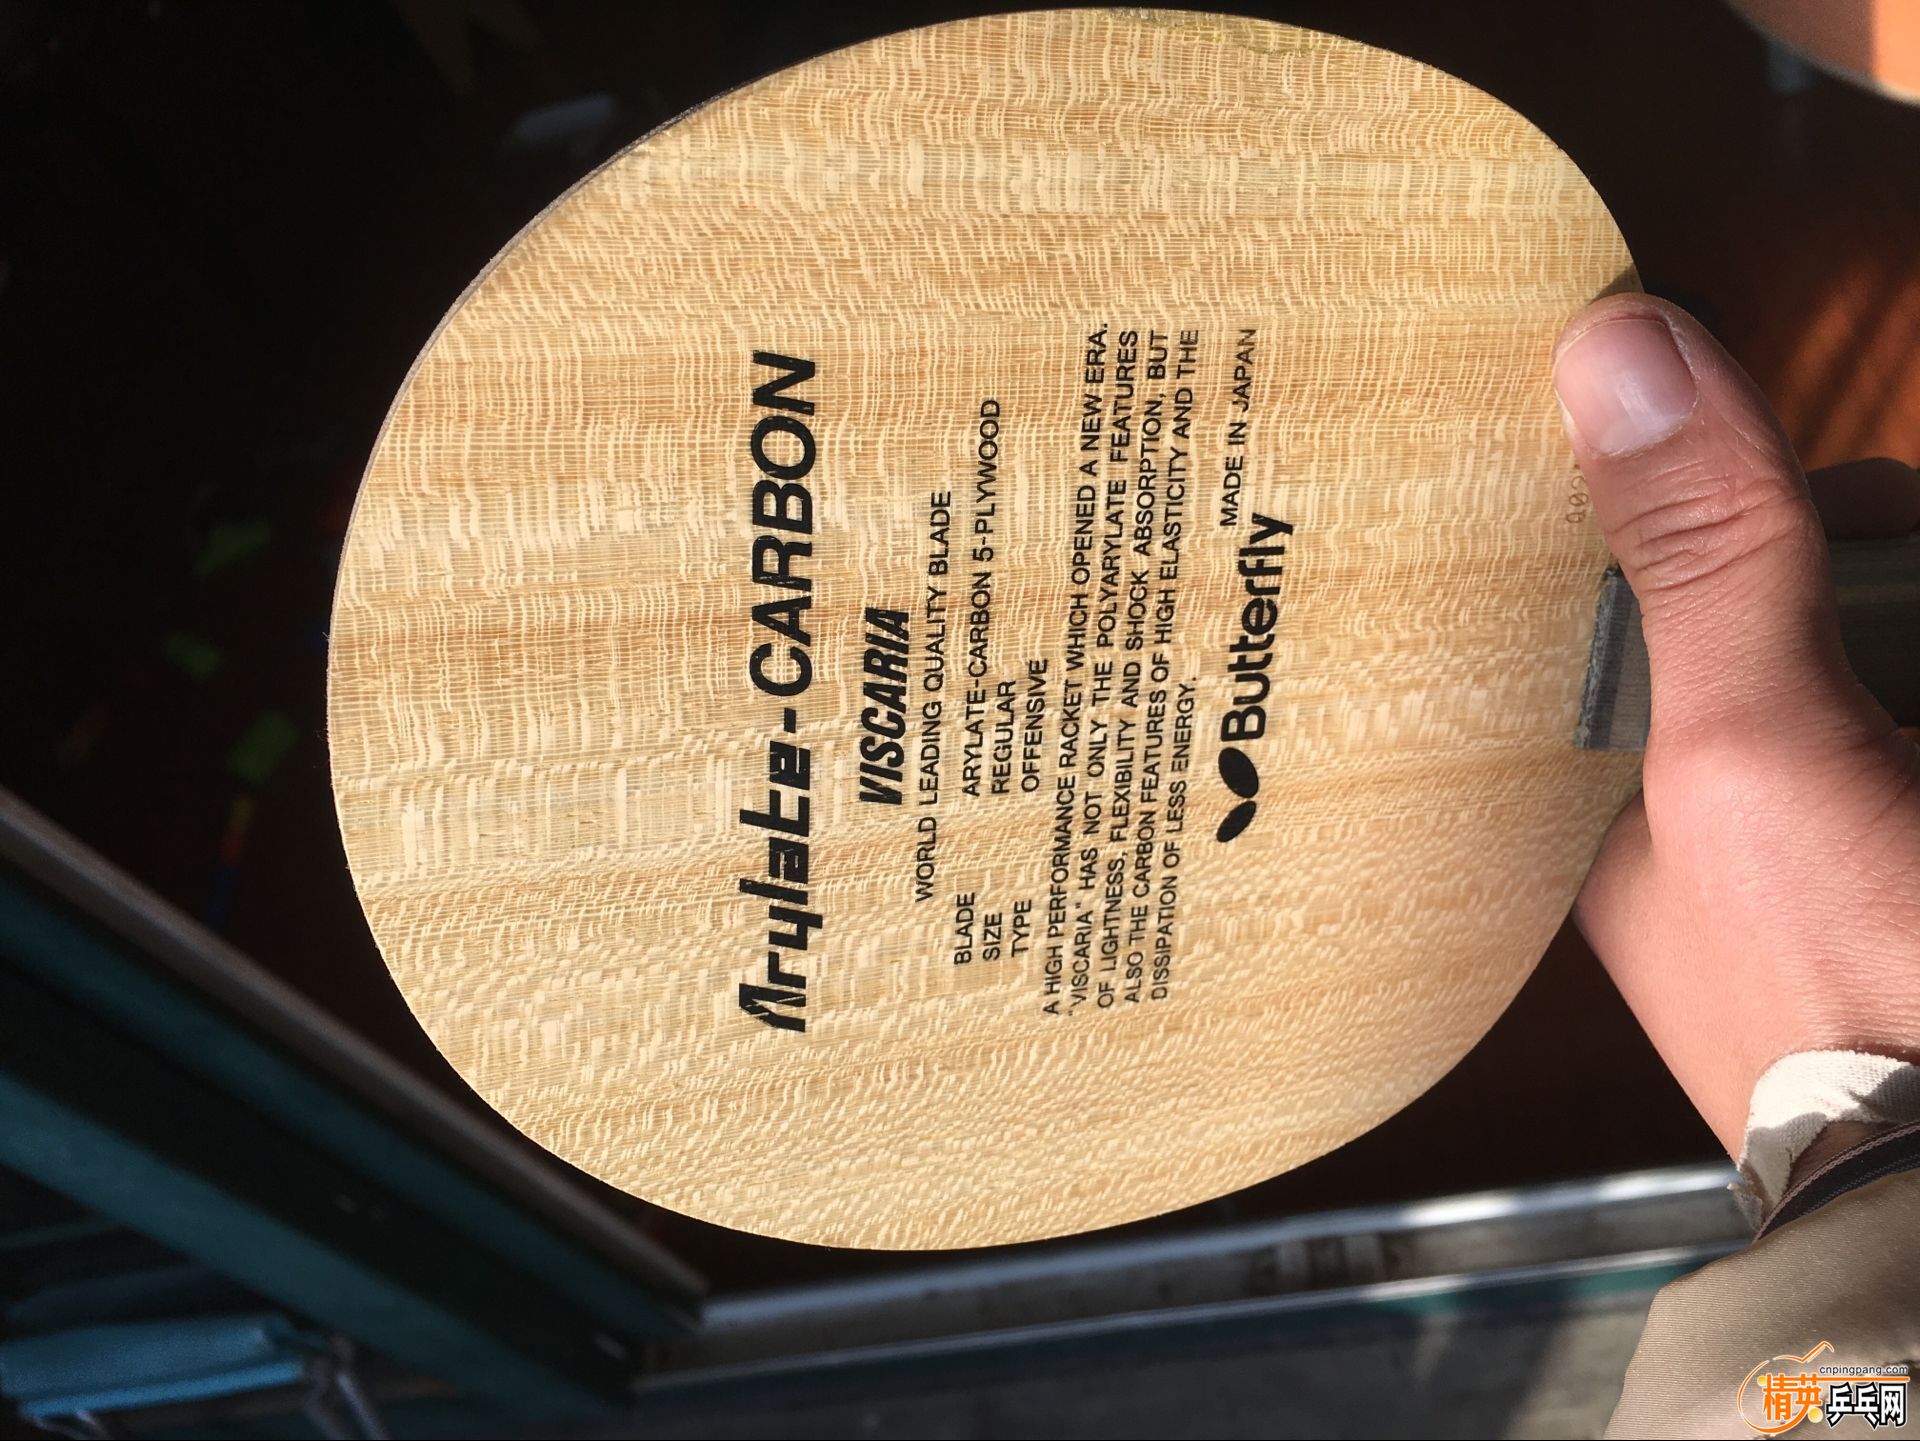 Arylate-CARBON
VISCARIA
WORLD LEADING QUALITY BLADE
BLADE ARYLATE-CARBON 5-PLYWOOD
SIZE REGULAR
TYPE OFFENSIVE
A HIGH PERFORMANCE RACKET WHICH OPENED A NEW ERA.
"VISCARIA" HAS NOT ONLY THE POLYARYLATE FEATURES
OF LIGHTNESS, FLEXIBILITY AND SHOCK ABSORPTION, BUT
ALSO THE CARBON FEATURES OF HIGH ELASTICITY AND THE
DISSIPATION OF LESS ENERGY.
Butterfly MADE IN JAPAN
cnpingpang.com
精英乒乓网